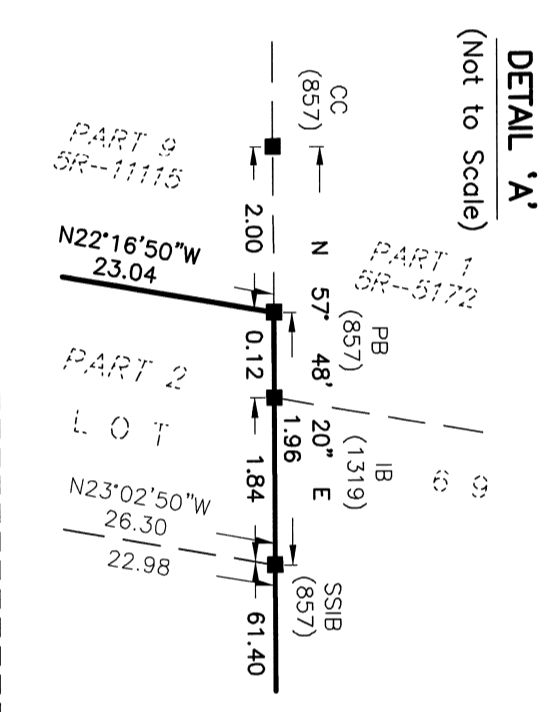 DETAIL 'A'
(Not to Scale)
CC
(857)
PART 9
5R--11115
PART 1
5R--5172
2.00
N 57° 48' 20" E
N22°16'50"W
23.04
PB
(857)
0.12
1.96
IB
(1319)
PART 2
LOT
69
1.84
N23°02'50"W
26.30
22.98
SSIB
(857)
61.40